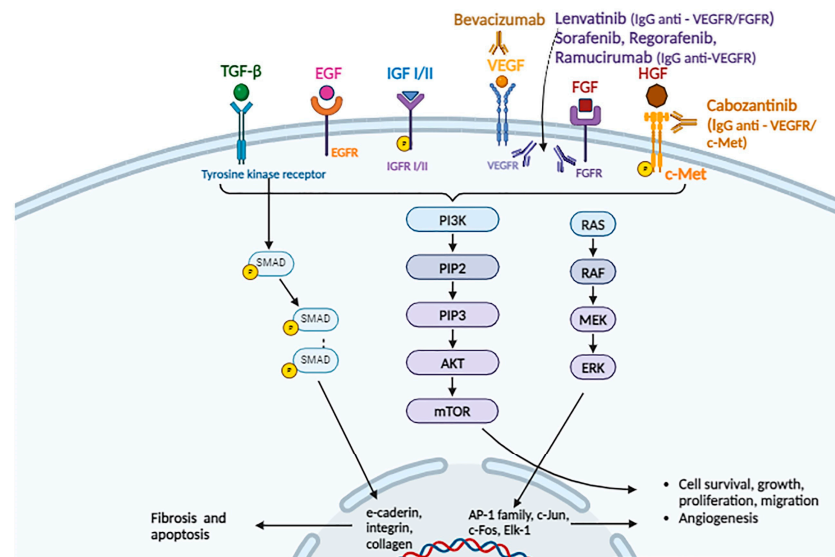 Bevacizumab
Lenvatinib (IgG anti - VEGFR/FGFR)
Sorafenib, Regorafenib,
Ramucirumab (IgG anti-VEGFR)
TGF-β
EGF
IGF I/II
VEGF
FGF
HGF
Cabozantinib
(IgG anti - VEGFR/
c-Met)
P
EGFR
IGFR I/II
VEGFR
FGFR
P
c-Met
Tyrosine kinase receptor
PI3K
RAS
SMAD
P
PIP2
RAF
SMAD
P
PIP3
MEK
SMAD
P
AKT
ERK
mTOR
• Cell survival, growth,
proliferation, migration
• Angiogenesis
Fibrosis and
apoptosis
e-caderin,
integrin,
collagen
AP-1 family, c-Jun,
c-Fos, Elk-1